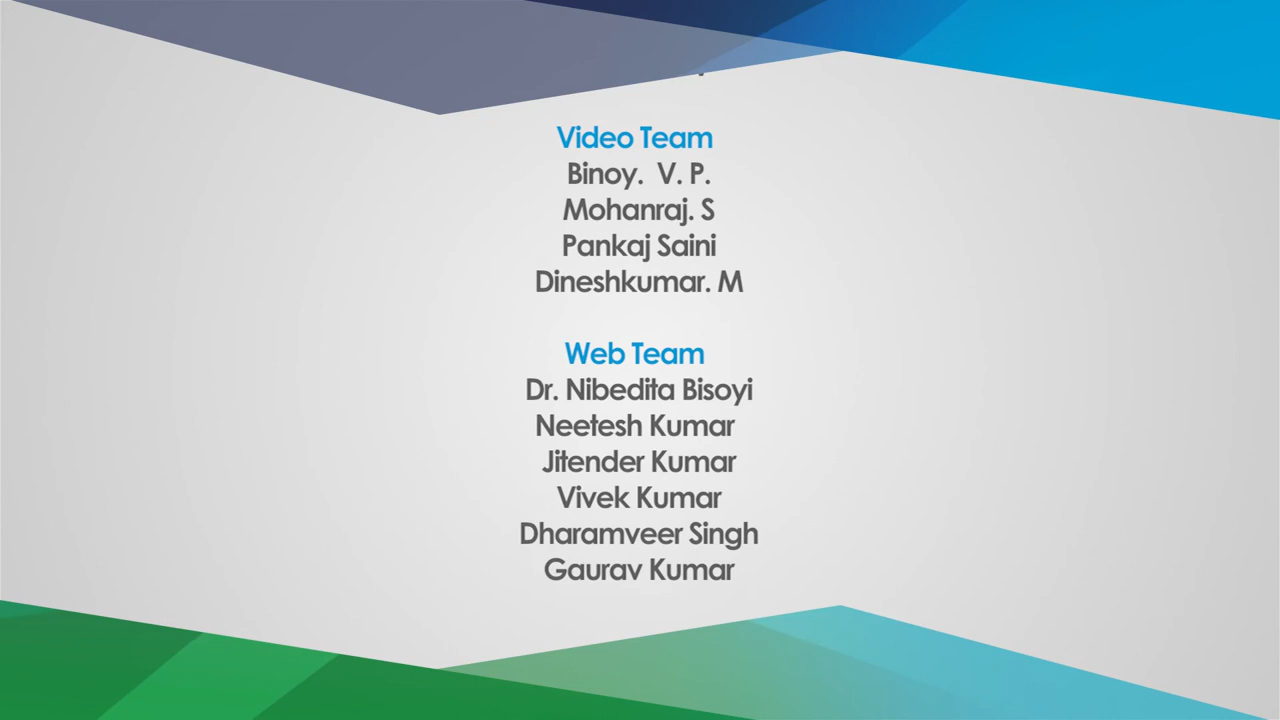 Video Team
Binoy.  V. P.
Mohanraj. S
Pankaj Saini
Dineshkumar. M
Web Team
Dr. Nibedita Bisoyi
Neetesh Kumar
Jitender Kumar
Vivek Kumar
Dharamveer Singh
Gaurav Kumar